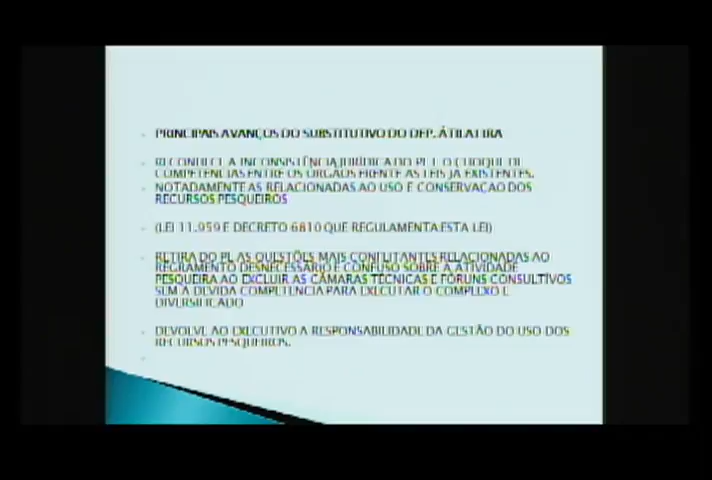 PRINCIPAIS AVANÇOS DO SUBSTITUTIVO DO DEP. ÁTILA LIRA
RECONHECE A INCONSISTÊNCIA JURÍDICA DO PL E O CHOQUE DE
COMPETÊNCIAS ENTRE OS ÓRGÃOS FRENTE AS LEIS JÁ EXISTENTES.
NOTADAMENTE AS RELACIONADAS AO USO E CONSERVAÇÃO DOS
RECURSOS PESQUEIROS
(LEI 11.959 E DECRETO 6810 QUE REGULAMENTA ESTA LEI)
RETIRA DO PL AS QUESTÕES MAIS CONFLITANTES RELACIONADAS AO
REGRAMENTO DESNECESSÁRIO E CONFUSO SOBRE A ATIVIDADE
PESQUEIRA AO EXCLUIR AS CÂMARAS TÉCNICAS E FÓRUNS CONSULTIVOS
SEM A DEVIDA COMPETÊNCIA PARA EXECUTAR O COMPLEXO E
DIVERSIFICADO
DEVOLVE AO EXECUTIVO A RESPONSABILIDADE DA GESTÃO DO USO DOS
RECURSOS PESQUEIROS.